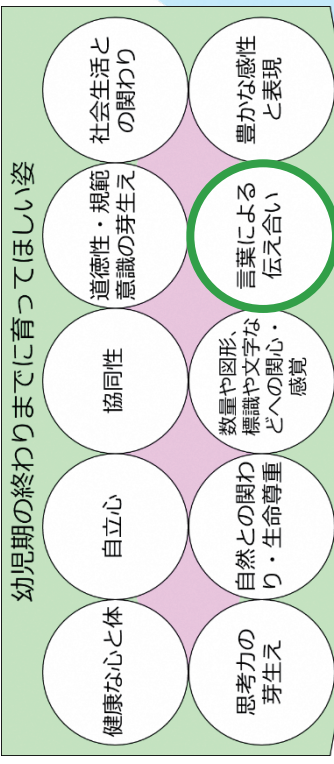 幼児期の終わりまでに育ってほしい姿
健康な心と体
自立心
協同性
道徳性・規範
意識の芽生え
社会生活と
の関わり
思考力の
芽生え
自然との関わ
り・生命尊重
数量や図形、
標識や文字な
どへの関心・
感覚
言葉による
伝え合い
豊かな感性
と表現